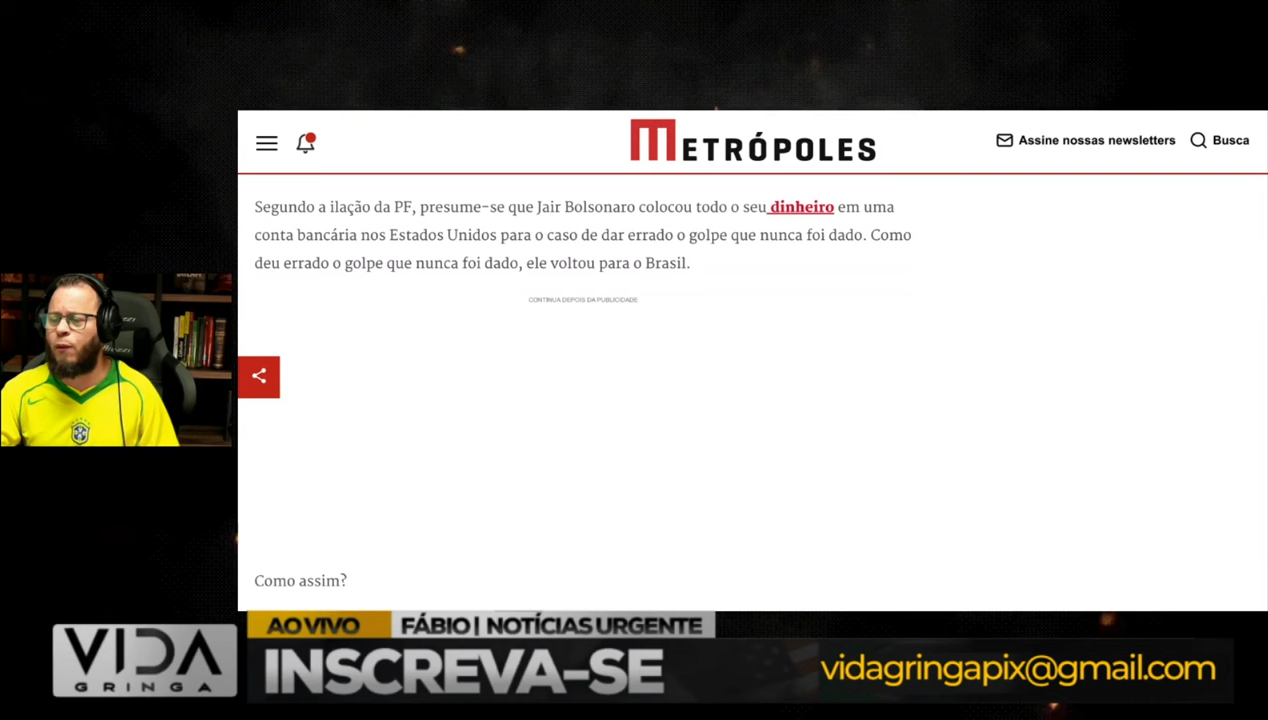 METRÓPOLES
Assine nossas newsletters
Busca
Segundo a ilação da PF, presume-se que Jair Bolsonaro colocou todo o seu dinheiro em uma
conta bancária nos Estados Unidos para o caso de dar errado o golpe que nunca foi dado. Como
deu errado o golpe que nunca foi dado, ele voltou para o Brasil.
CONTINUA DEPOIS DA PUBLICIDADE
Como assim?
AO VIVO
FÁBIO | NOTÍCIAS URGENTE
VIDA
GRINGA
INSCREVA-SE
vidagringapix@gmail.com